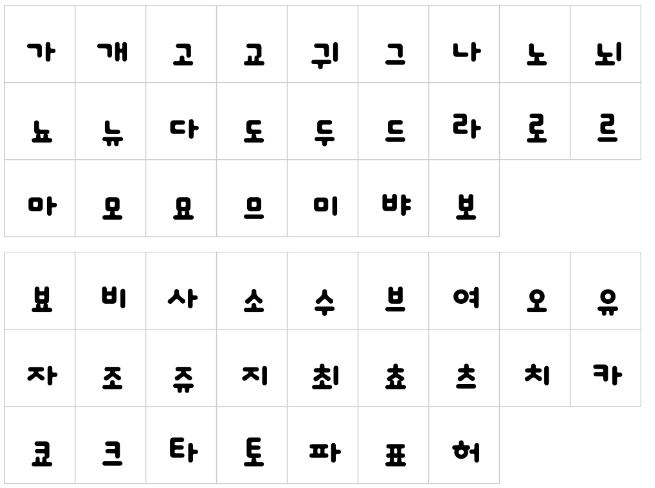 가 개 고 교 귀 그 나 노 뇌
뇨 뉴 다 도 두 드 라 로 르
마 모 묘 므 미 뱌 보
뵤 비 사 소 수 브 여 오 유
자 조 쥬 지 최 쵸 츠 치 카
쿄 크 타 토 파 표 허